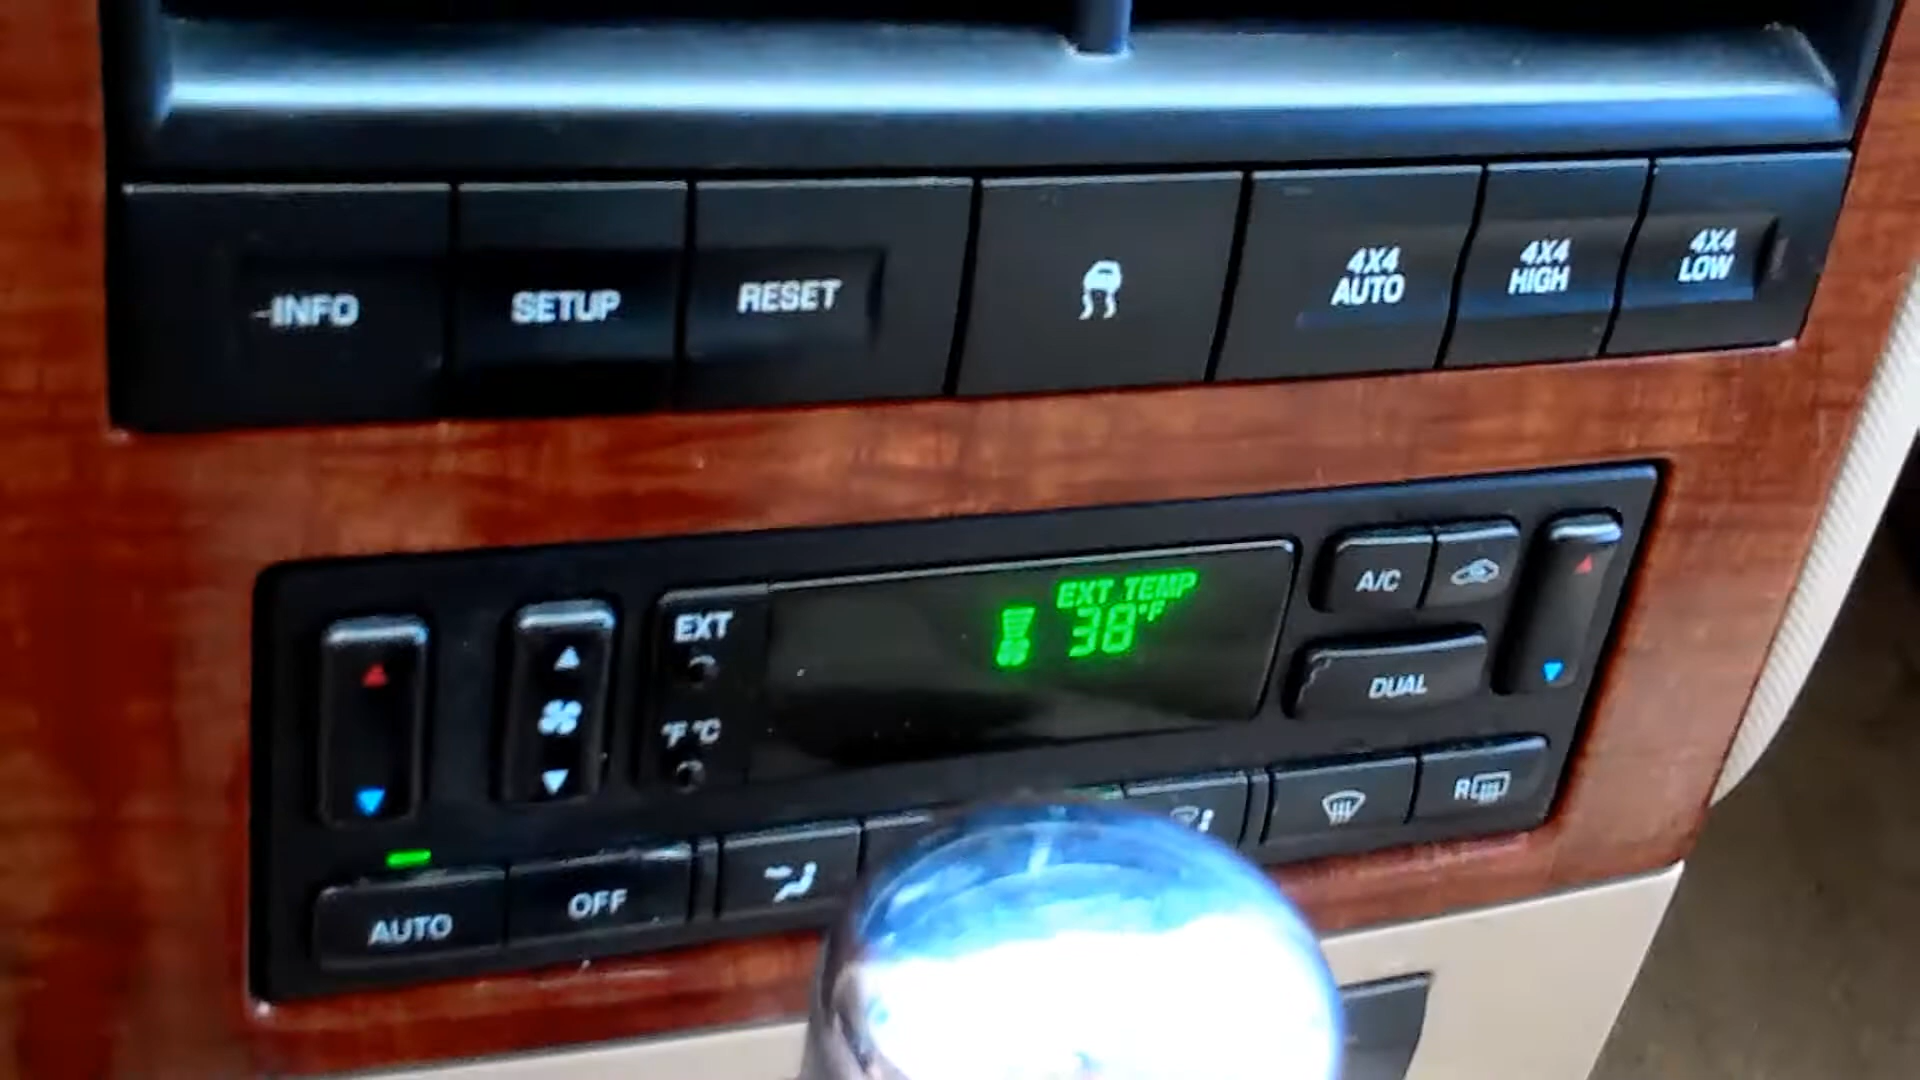 INFO
SETUP
RESET
4X4
AUTO
4X4
HIGH
4X4
LOW
EXT
°F °C
EXT TEMP
38°F
A/C
DUAL
AUTO
OFF
R